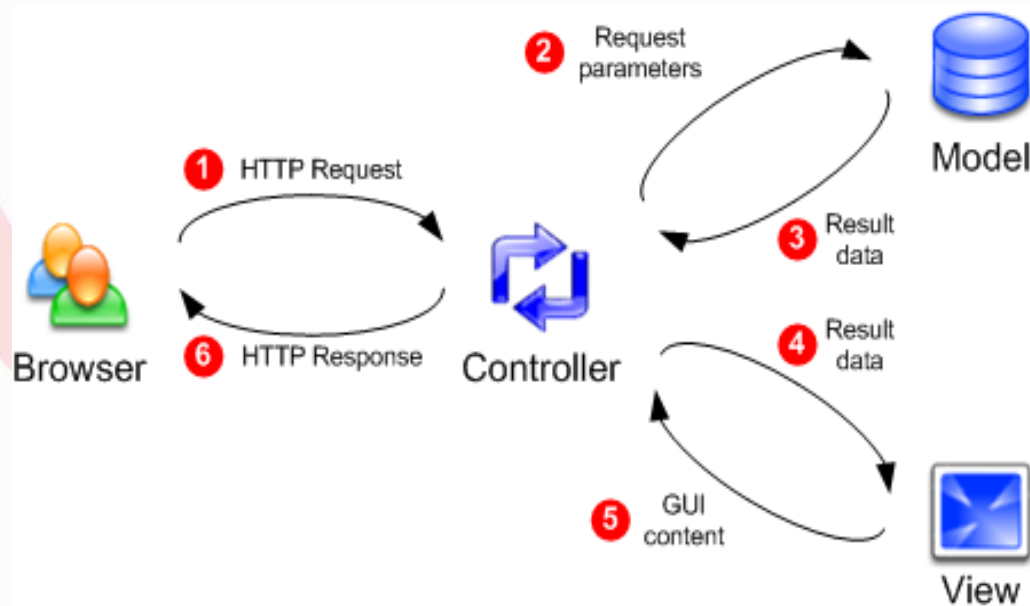 2
Request
parameters
Model
1
HTTP Request
3
Result
data
Browser
6
HTTP Response
Controller
4
Result
data
5
GUI
content
View